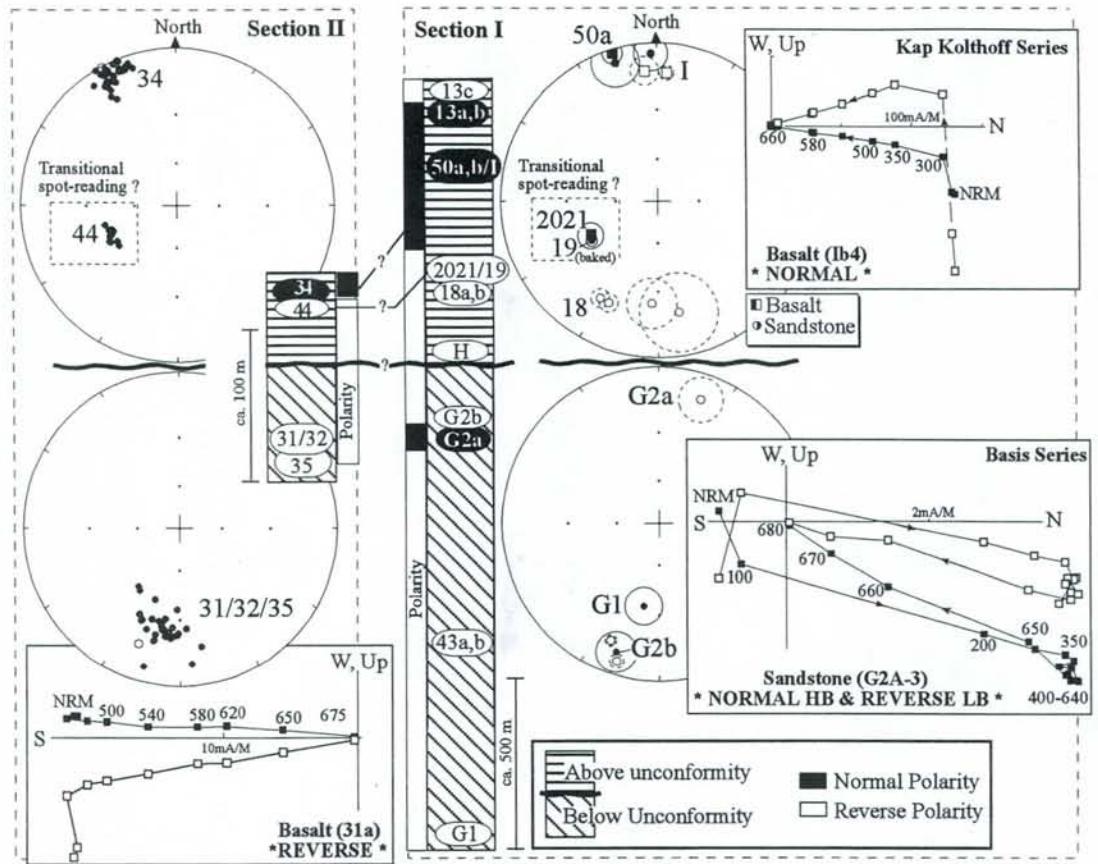 North
Section II
34
Transitional
spot-reading ?
44
34
44
?
?
?
ca. 100 m
31/32
35
Polarity
31/32/35
W, Up
NRM
500
540
580
620
650
675
S
10mA/M
Basalt (31a)
*REVERSE *
Section I
North
13c
13a,b
50a,b/I
2021/19
18a,b
H
G2b
G2a
43a,b
G1
Polarity
ca. 500 m
50a
I
Transitional
spot-reading ?
2021
19
(baked)
18
G2a
G1
G2b
W, Up
Kap Kolthoff Series
100mA/M
N
660
580
500
350
300
NRM
Basalt (Ib4)
* NORMAL *
Basalt
Sandstone
W, Up
Basis Series
NRM
S
2mA/M
N
680
100
670
660
650
200
350
400-640
Sandstone (G2A-3)
* NORMAL HB & REVERSE LB *
Above unconformity
Below Unconformity
Normal Polarity
Reverse Polarity